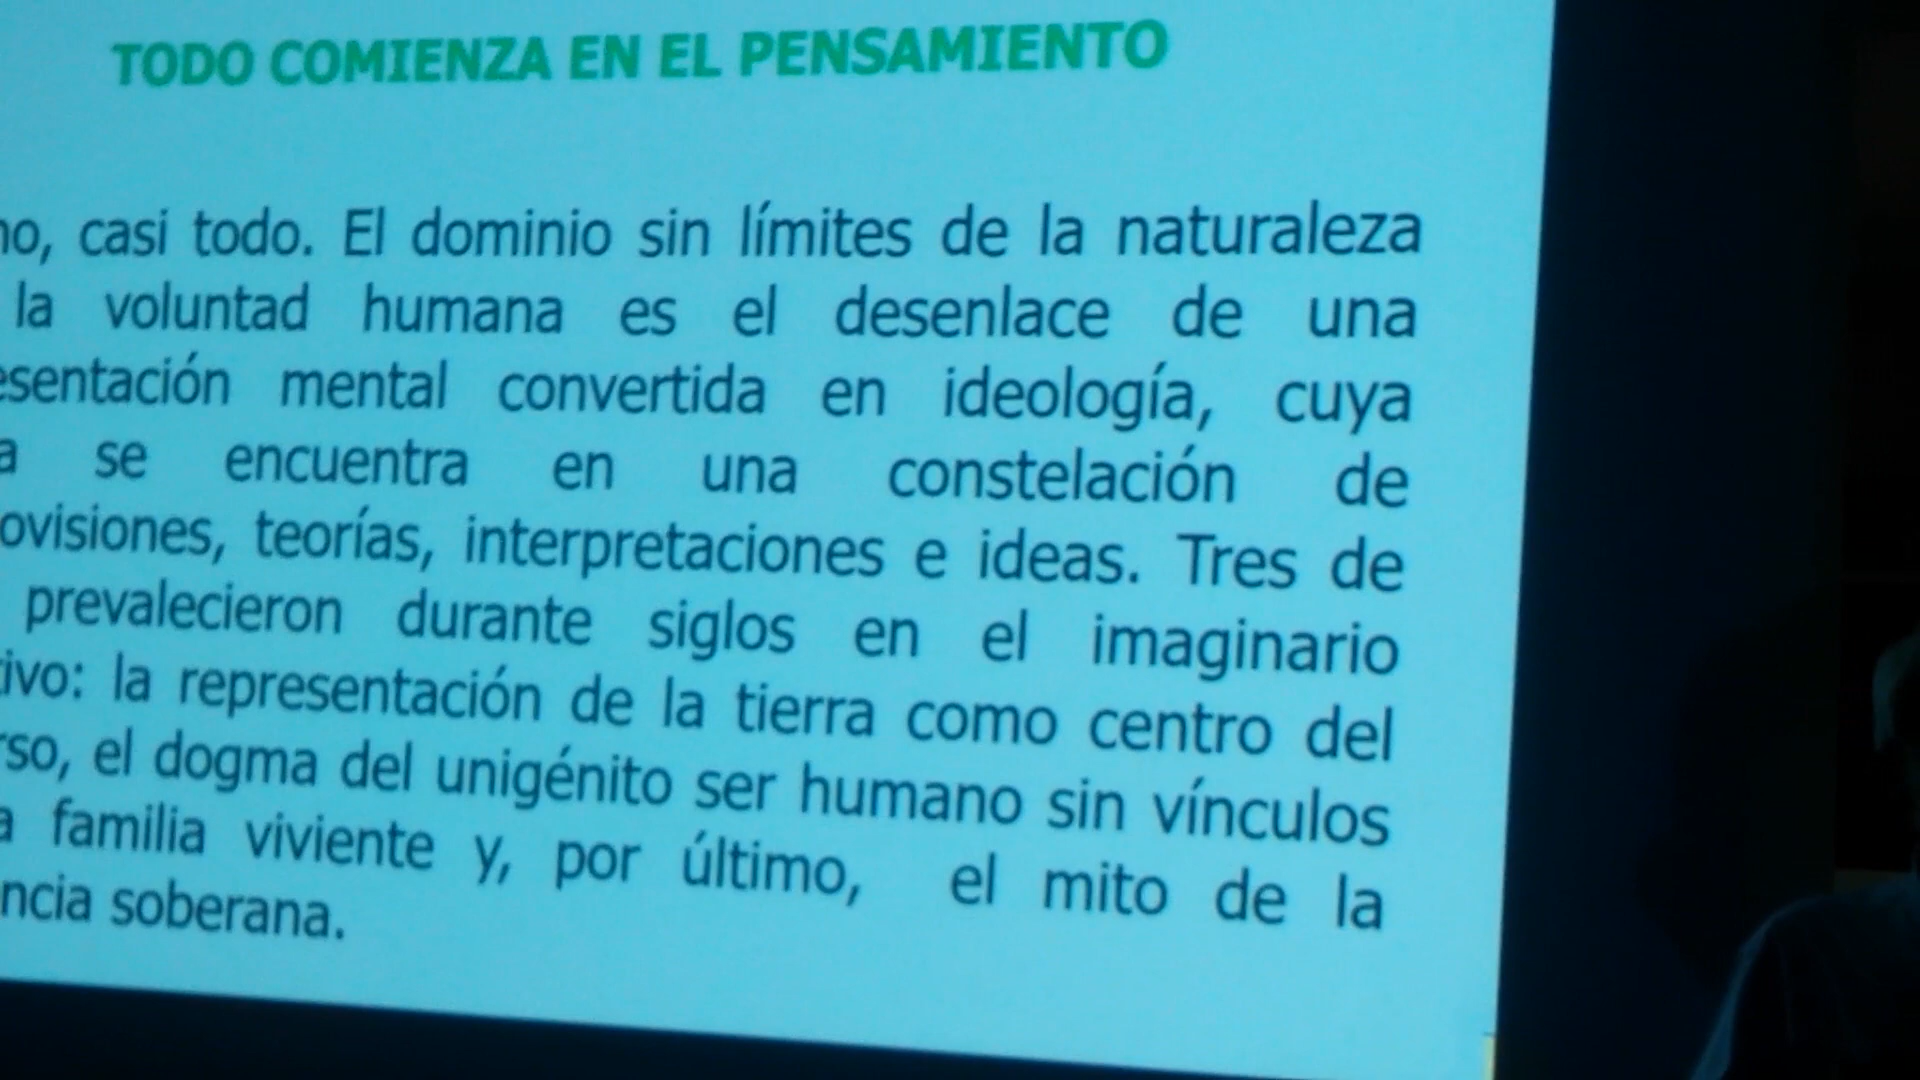 TODO COMIENZA EN EL PENSAMIENTO
no, casi todo. El dominio sin límites de la naturaleza
la voluntad humana es el desenlace de una
esentación mental convertida en ideología, cuya
a se encuentra en una constelación de
ovisiones, teorías, interpretaciones e ideas. Tres de
prevalecieron durante siglos en el imaginario
tivo: la representación de la tierra como centro del
rso, el dogma del unigénito ser humano sin vínculos
a familia viviente y, por último, el mito de la
ncia soberana.